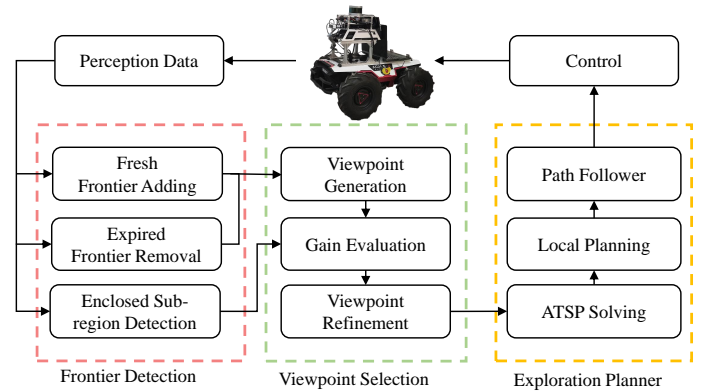 Perception Data
Control
Fresh
Frontier Adding
Viewpoint
Generation
Path Follower
Expired
Frontier Removal
Gain Evaluation
Local Planning
Enclosed Sub-
region Detection
Viewpoint
Refinement
ATSP Solving
Frontier Detection
Viewpoint Selection
Exploration Planner